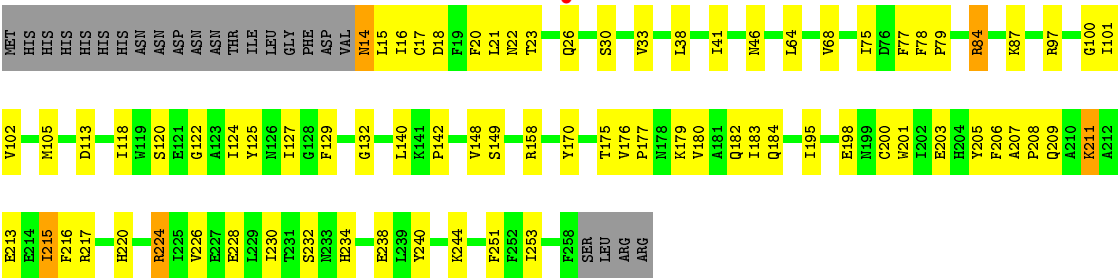 MET HIS HIS HIS HIS HIS HIS ASN ASN ASP ASN ASN THR ILE LEU GLY PHE ASP VAL N14 L15 I16 G17 D18 F19 F20 L21 N22 T23 Q26 S30 V33 L38 I41 N46 L64 V68 I75 D76 F77 F78 P79 R84 K87 R97 G100 I101
V102 M105 D113 I118 W119 S120 E121 G122 A123 I124 Y125 N126 I127 G128 F129 G132 L140 K141 P142 V148 S149 R158 Y170 T175 V176 P177 N178 K179 V180 A181 Q182 I183 Q184 I195 E198 N199 C200 W201 I202 E203 H204 Y205 F206 A207 P208 Q209 A210 K211 A212
E213 E214 I215 F216 R217 H220 R224 I225 V226 E227 E228 L229 I230 T231 S232 N233 H234 E238 L239 Y240 K244 F251 F252 I253 F258 SER LEU ARG ARG